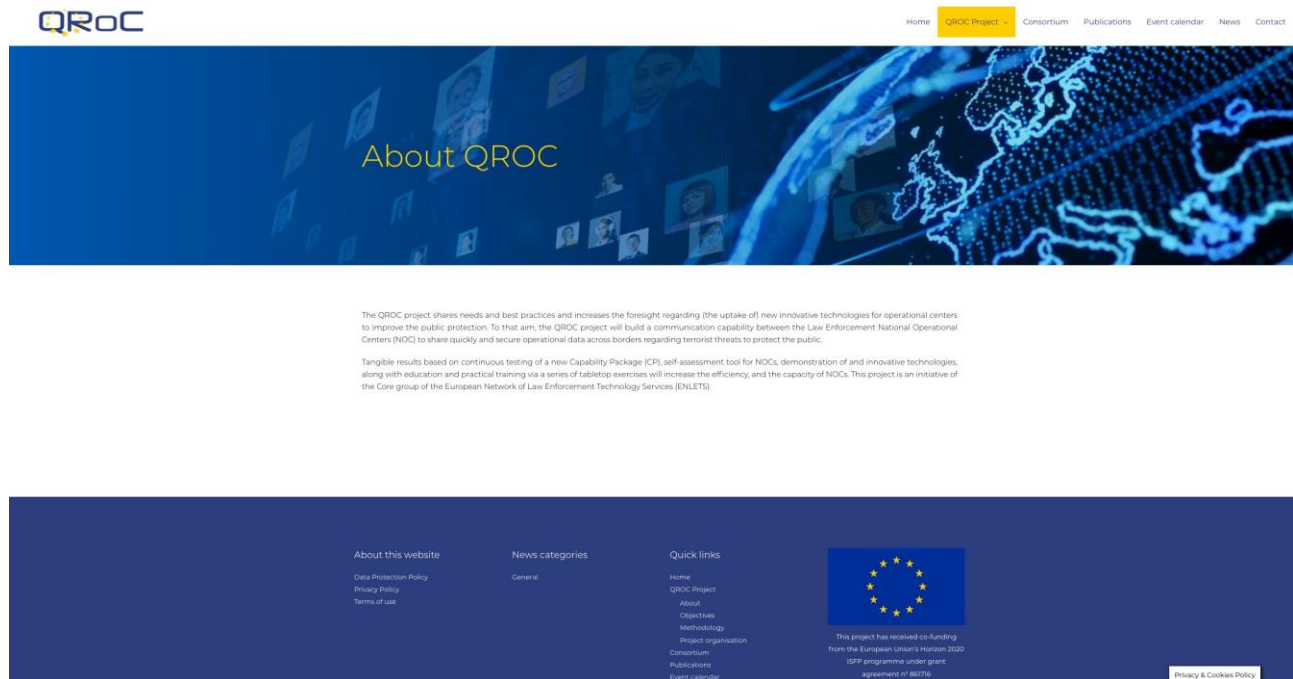 QROC
Home QROC Project Consortium Publications Event calendar News Contact
About QROC
The QROC project shares needs and best practices and increases the foresight regarding (the uptake of) new innovative technologies for operational centers
to improve the public protection. To that aim, the QROC project will build a communication capability between the Law Enforcement National Operational
Centers (NOC) to share quickly and secure operational data across borders regarding terrorist threats to protect the public.
Tangible results based on continuous testing of a new Capability Package (CP), self-assessment tool for NOCs, demonstration of and innovative technologies,
along with education and practical training via a series of tabletop exercises will increase the efficiency, and the capacity of NOCs. This project is an initiative of
the Core group of the European Network of Law Enforcement Technology Services (ENLETS).
About this website
Data Protection Policy
Privacy Policy
Terms of use
News categories
General
Quick links
Home
QROC Project
About
Objectives
Methodology
Project organisation
Consortium
Publications
Event calendar
This project has received co-funding
from the European Union's Horizon 2020
ISFP programme under grant
agreement n° 861716
Privacy & Cookies Policy